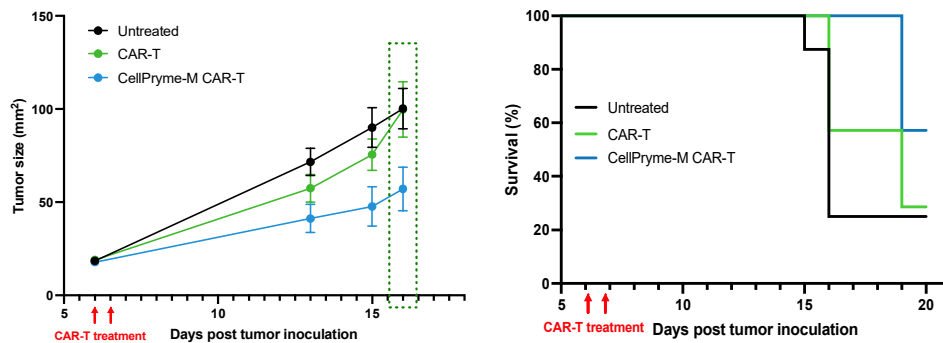 Untreated
CAR-T
CellPryme-M CAR-T
Tumor size (mm²)
150
100
50
0
5
10
15
CAR-T treatment
Days post tumor inoculation
Survival (%)
100
80
60
40
20
0
Untreated
CAR-T
CellPryme-M CAR-T
5
10
15
20
CAR-T treatment
Days post tumor inoculation